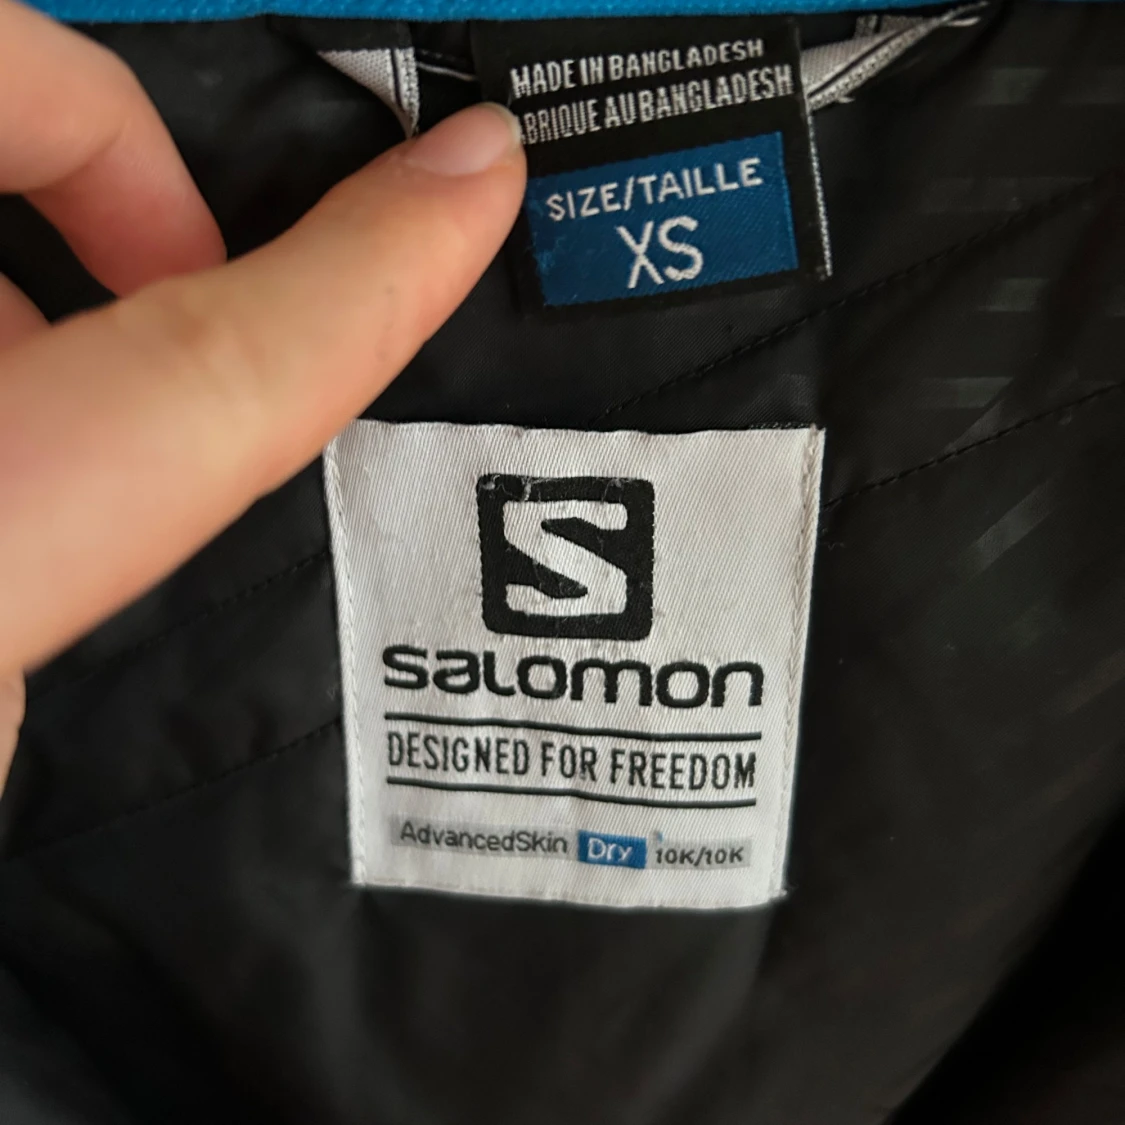 MADE IN BANGLADESH
ABRIQUE AU BANGLADESH
SIZE/TAILLE
XS
S
salomon
DESIGNED FOR FREEDOM
AdvancedSkin Dry 10K/10K